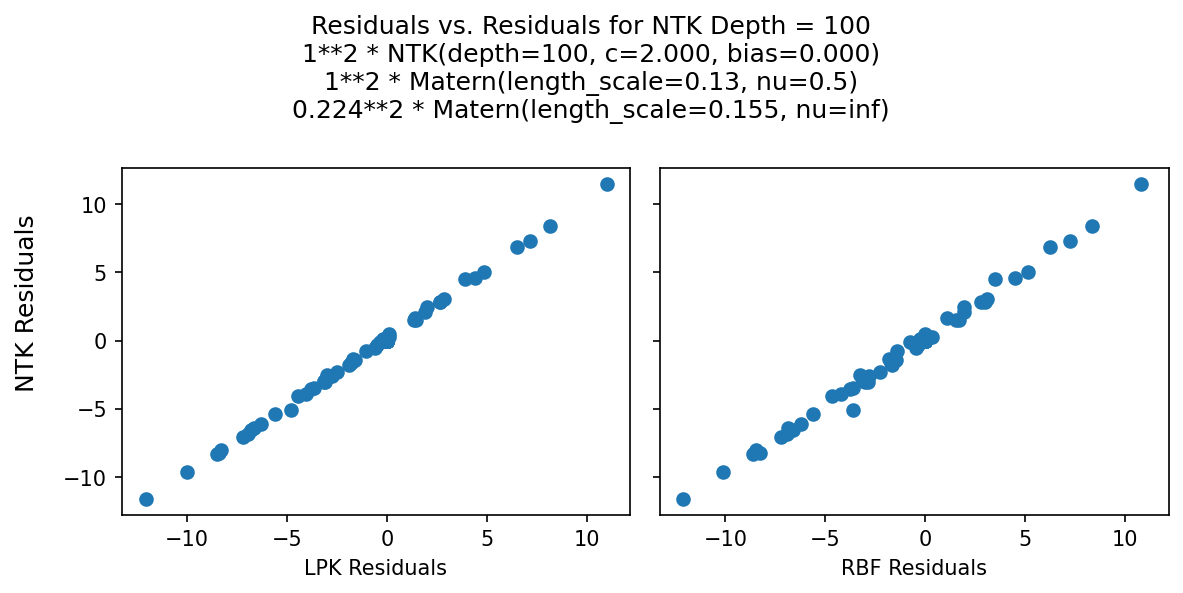 Residuals vs. Residuals for NTK Depth = 100
1**2 * NTK(depth=100, c=2.000, bias=0.000)
1**2 * Matern(length_scale=0.13, nu=0.5)
0.224**2 * Matern(length_scale=0.155, nu=inf)
NTK Residuals
10
5
0
−5
−10
−10 −5 0 5 10
LPK Residuals
−10 −5 0 5 10
RBF Residuals